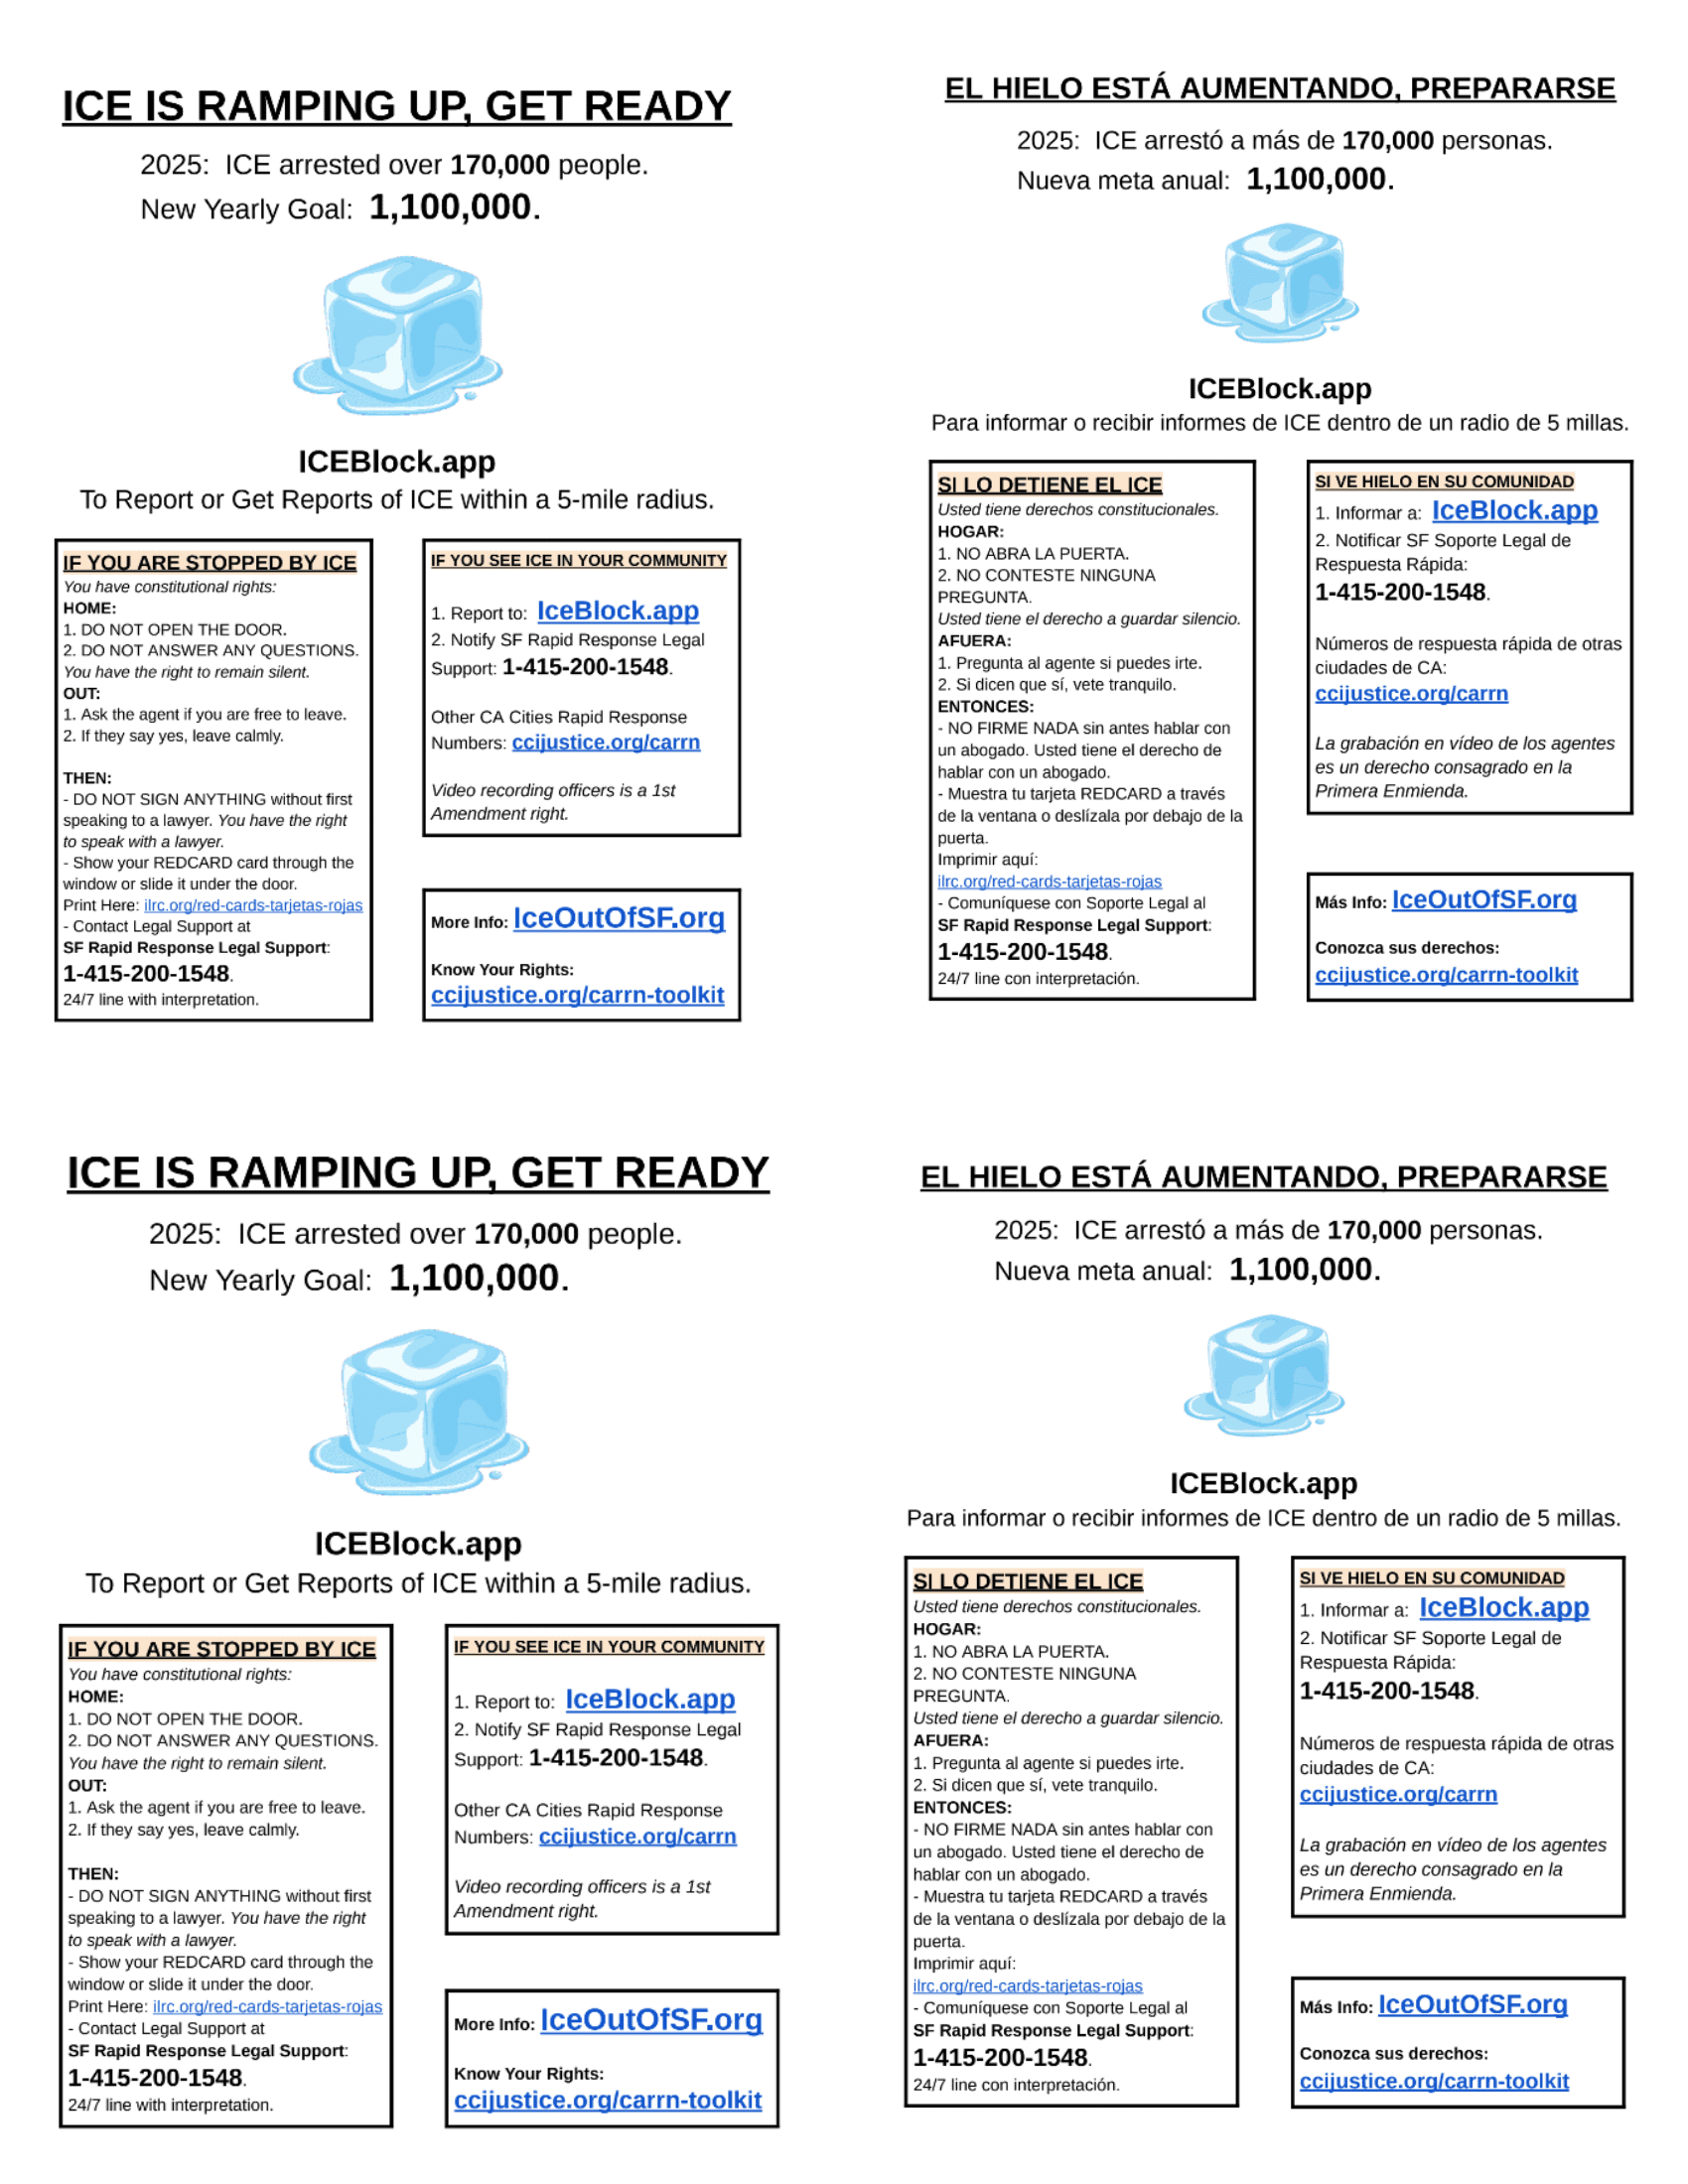 ICE IS RAMPING UP, GET READY
2025:  ICE arrested over 170,000 people.
New Yearly Goal:  1,100,000.
ICEBlock.app
To Report or Get Reports of ICE within a 5-mile radius.
IF YOU ARE STOPPED BY ICE
You have constitutional rights:
HOME:
1. DO NOT OPEN THE DOOR.
2. DO NOT ANSWER ANY QUESTIONS.
You have the right to remain silent.
OUT:
1. Ask the agent if you are free to leave.
2. If they say yes, leave calmly.
THEN:
- DO NOT SIGN ANYTHING without first
speaking to a lawyer. You have the right
to speak with a lawyer.
- Show your REDCARD card through the
window or slide it under the door.
Print Here: ilrc.org/red-cards-tarjetas-rojas
- Contact Legal Support at
SF Rapid Response Legal Support:
1-415-200-1548.
24/7 line with interpretation.
IF YOU SEE ICE IN YOUR COMMUNITY
1. Report to:  IceBlock.app
2. Notify SF Rapid Response Legal
Support: 1-415-200-1548.
Other CA Cities Rapid Response
Numbers: ccijustice.org/carrn
Video recording officers is a 1st
Amendment right.
More Info: IceOutOfSF.org
Know Your Rights:
ccijustice.org/carrn-toolkit
EL HIELO ESTÁ AUMENTANDO, PREPARARSE
2025:  ICE arrestó a más de 170,000 personas.
Nueva meta anual:  1,100,000.
ICEBlock.app
Para informar o recibir informes de ICE dentro de un radio de 5 millas.
SI LO DETIENE EL ICE
Usted tiene derechos constitucionales.
HOGAR:
1. NO ABRA LA PUERTA.
2. NO CONTESTE NINGUNA
PREGUNTA.
Usted tiene el derecho a guardar silencio.
AFUERA:
1. Pregunta al agente si puedes irte.
2. Si dicen que sí, vete tranquilo.
ENTONCES:
- NO FIRME NADA sin antes hablar con
un abogado. Usted tiene el derecho de
hablar con un abogado.
- Muestra tu tarjeta REDCARD a través
de la ventana o deslízala por debajo de la
puerta.
Imprimir aquí:
ilrc.org/red-cards-tarjetas-rojas
- Comuníquese con Soporte Legal al
SF Rapid Response Legal Support:
1-415-200-1548.
24/7 line con interpretación.
SI VE HIELO EN SU COMUNIDAD
1. Informar a:  IceBlock.app
2. Notificar SF Soporte Legal de
Respuesta Rápida:
1-415-200-1548.
Números de respuesta rápida de otras
ciudades de CA:
ccijustice.org/carrn
La grabación en vídeo de los agentes
es un derecho consagrado en la
Primera Enmienda.
Más Info: IceOutOfSF.org
Conozca sus derechos:
ccijustice.org/carrn-toolkit
ICE IS RAMPING UP, GET READY
2025:  ICE arrested over 170,000 people.
New Yearly Goal:  1,100,000.
ICEBlock.app
To Report or Get Reports of ICE within a 5-mile radius.
IF YOU ARE STOPPED BY ICE
You have constitutional rights:
HOME:
1. DO NOT OPEN THE DOOR.
2. DO NOT ANSWER ANY QUESTIONS.
You have the right to remain silent.
OUT:
1. Ask the agent if you are free to leave.
2. If they say yes, leave calmly.
THEN:
- DO NOT SIGN ANYTHING without first
speaking to a lawyer. You have the right
to speak with a lawyer.
- Show your REDCARD card through the
window or slide it under the door.
Print Here: ilrc.org/red-cards-tarjetas-rojas
- Contact Legal Support at
SF Rapid Response Legal Support:
1-415-200-1548.
24/7 line with interpretation.
IF YOU SEE ICE IN YOUR COMMUNITY
1. Report to:  IceBlock.app
2. Notify SF Rapid Response Legal
Support: 1-415-200-1548.
Other CA Cities Rapid Response
Numbers: ccijustice.org/carrn
Video recording officers is a 1st
Amendment right.
More Info: IceOutOfSF.org
Know Your Rights:
ccijustice.org/carrn-toolkit
EL HIELO ESTÁ AUMENTANDO, PREPARARSE
2025:  ICE arrestó a más de 170,000 personas.
Nueva meta anual:  1,100,000.
ICEBlock.app
Para informar o recibir informes de ICE dentro de un radio de 5 millas.
SI LO DETIENE EL ICE
Usted tiene derechos constitucionales.
HOGAR:
1. NO ABRA LA PUERTA.
2. NO CONTESTE NINGUNA
PREGUNTA.
Usted tiene el derecho a guardar silencio.
AFUERA:
1. Pregunta al agente si puedes irte.
2. Si dicen que sí, vete tranquilo.
ENTONCES:
- NO FIRME NADA sin antes hablar con
un abogado. Usted tiene el derecho de
hablar con un abogado.
- Muestra tu tarjeta REDCARD a través
de la ventana o deslízala por debajo de la
puerta.
Imprimir aquí:
ilrc.org/red-cards-tarjetas-rojas
- Comuníquese con Soporte Legal al
SF Rapid Response Legal Support:
1-415-200-1548.
24/7 line con interpretación.
SI VE HIELO EN SU COMUNIDAD
1. Informar a:  IceBlock.app
2. Notificar SF Soporte Legal de
Respuesta Rápida:
1-415-200-1548.
Números de respuesta rápida de otras
ciudades de CA:
ccijustice.org/carrn
La grabación en vídeo de los agentes
es un derecho consagrado en la
Primera Enmienda.
Más Info: IceOutOfSF.org
Conozca sus derechos:
ccijustice.org/carrn-toolkit